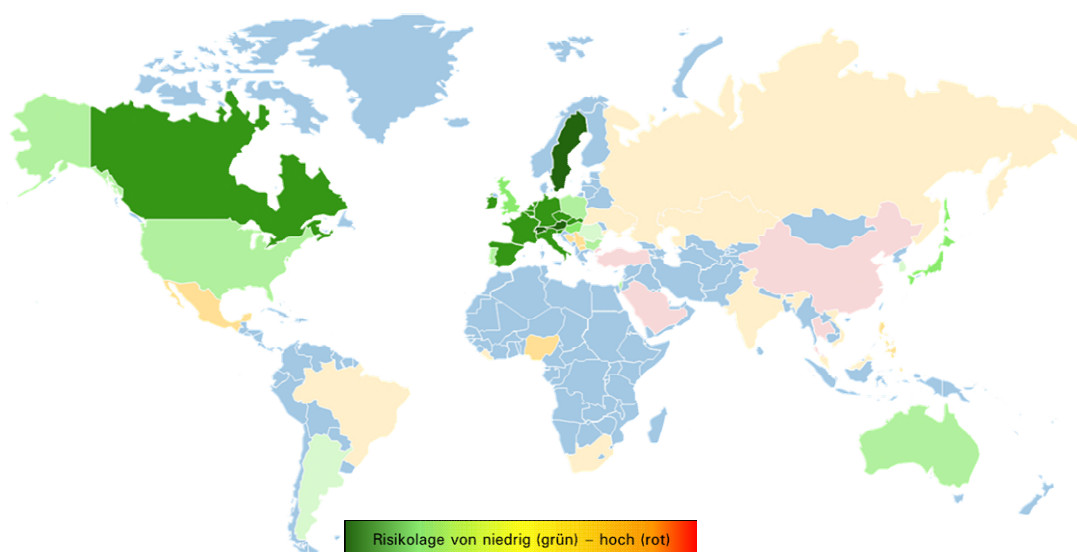 Risikolage von niedrig (grün) – hoch (rot)